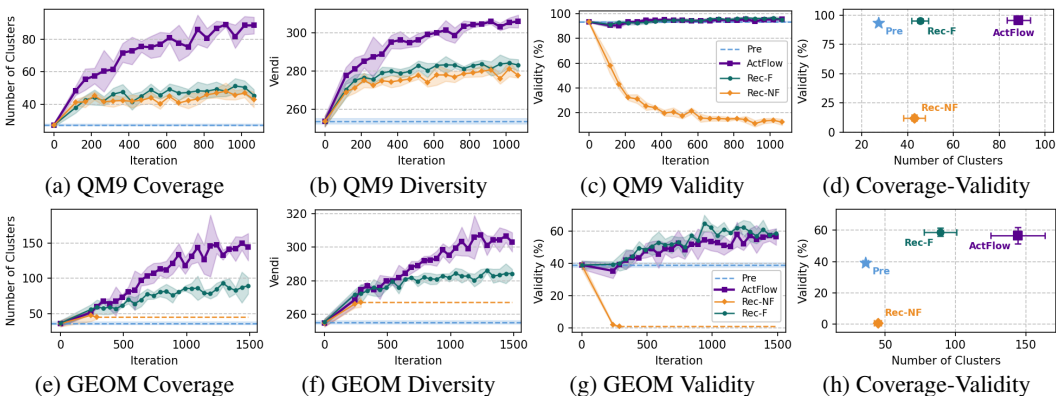 Number of Clusters
80
60
40
0 200 400 600 800 1000
Iteration
(a) QM9 Coverage
Vendi
300
280
260
0 200 400 600 800 1000
Iteration
(b) QM9 Diversity
Validity (%)
100
80
60
40
20
0 200 400 600 800 1000
Iteration
Pre
ActFlow
Rec-F
Rec-NF
(c) QM9 Validity
Validity (%)
100
75
50
25
0
20 40 60 80 100
Number of Clusters
Pre
Rec-F
ActFlow
Rec-NF
(d) Coverage-Validity
Number of Clusters
150
100
50
0 500 1000 1500
Iteration
(e) GEOM Coverage
Vendi
320
300
280
260
0 500 1000 1500
Iteration
(f) GEOM Diversity
Validity (%)
60
40
20
0
0 500 1000 1500
Iteration
Pre
ActFlow
Rec-NF
Rec-F
(g) GEOM Validity
Validity (%)
60
40
20
0
50 100 150
Number of Clusters
Rec-F
ActFlow
Pre
Rec-NF
(h) Coverage-Validity